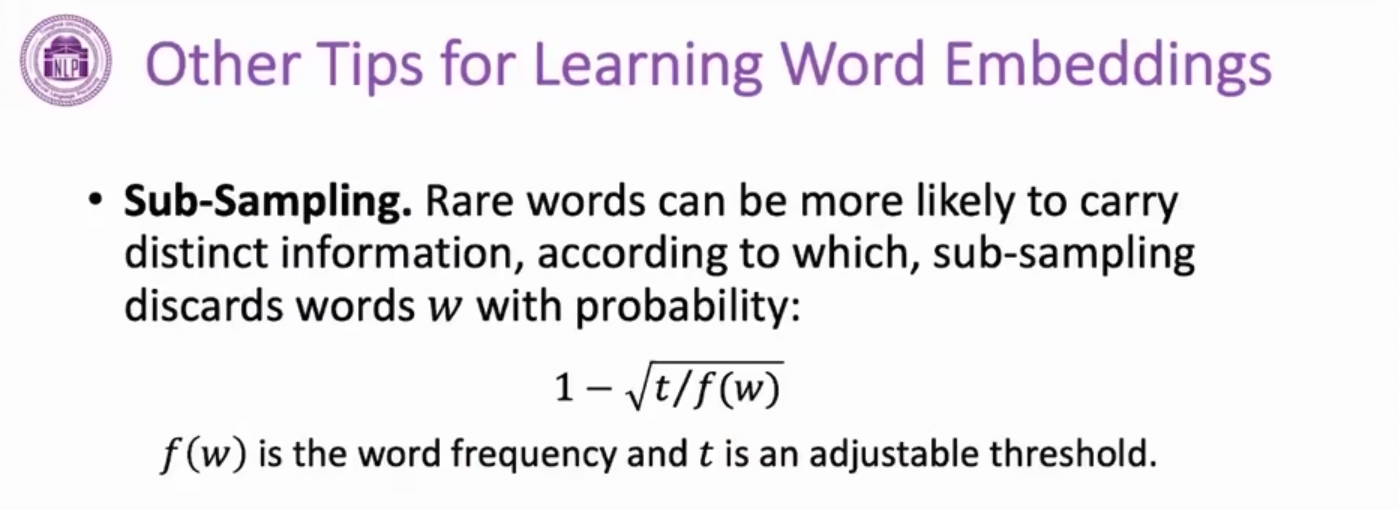 NLP
Other Tips for Learning Word Embeddings
• Sub-Sampling. Rare words can be more likely to carry
distinct information, according to which, sub-sampling
discards words w with probability:
1 − √t/f(w)
f(w) is the word frequency and t is an adjustable threshold.